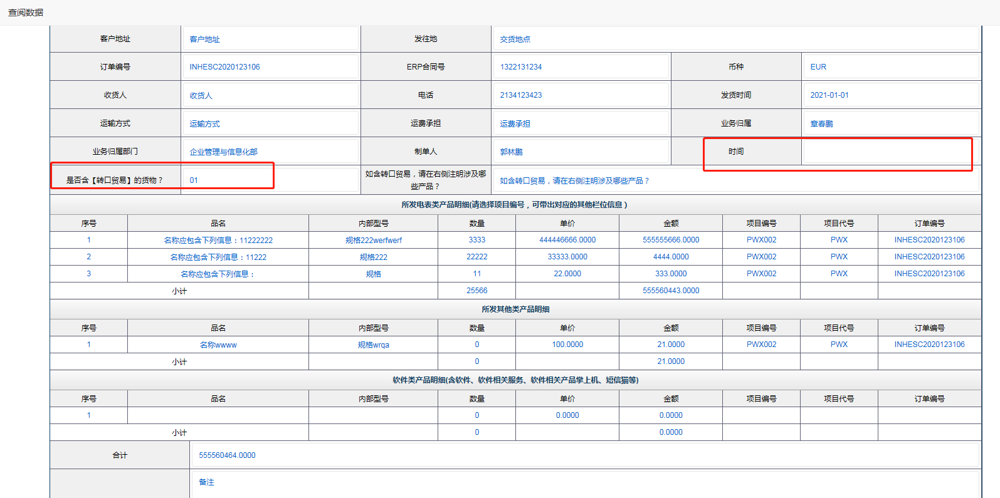 查阅数据
客户地址 客户地址 发往地 交货地点
订单编号 INHESC2020123106 ERP合同号 1322131234 币种 EUR
收货人 收货人 电话 2134123423 发货时间 2021-01-01
运输方式 运输方式 运费承担 运费承担 业务归属 章春鹏
业务归属部门 企业管理与信息化部 制单人 郭林鹏 时间
是否含【转口贸易】的货物？ 01 如含转口贸易，请在右侧注明涉及哪些产品？ 如含转口贸易，请在右侧注明涉及哪些产品？
所发电表类产品明细(请选择项目编号，可带出对应的其他栏位信息）
序号 品名 内部型号 数量 单价 金额 项目编号 项目代号 订单编号
1 名称应包含下列信息：11222222 规格222werfwerf 3333 444446666.0000 555555666.0000 PWX002 PWX INHESC2020123106
2 名称应包含下列信息：11222 规格222 22222 33333.0000 4444.0000 PWX002 PWX INHESC2020123106
3 名称应包含下列信息： 规格 11 22.0000 333.0000 PWX002 PWX INHESC2020123106
小计 25566 555560443.0000
所发其他类产品明细
序号 品名 内部型号 数量 单价 金额 项目编号 项目代号 订单编号
1 名称wwww 规格wrqa 0 100.0000 21.0000 PWX002 PWX INHESC2020123106
小计 0 21.0000
软件类产品明细(含软件、软件相关服务、软件相关产品掌上机、短信猫等)
序号 品名 内部型号 数量 单价 金额 项目编号 项目代号 订单编号
1 0 0.0000 0.0000
小计 0 0.0000
合计 555560464.0000
备注